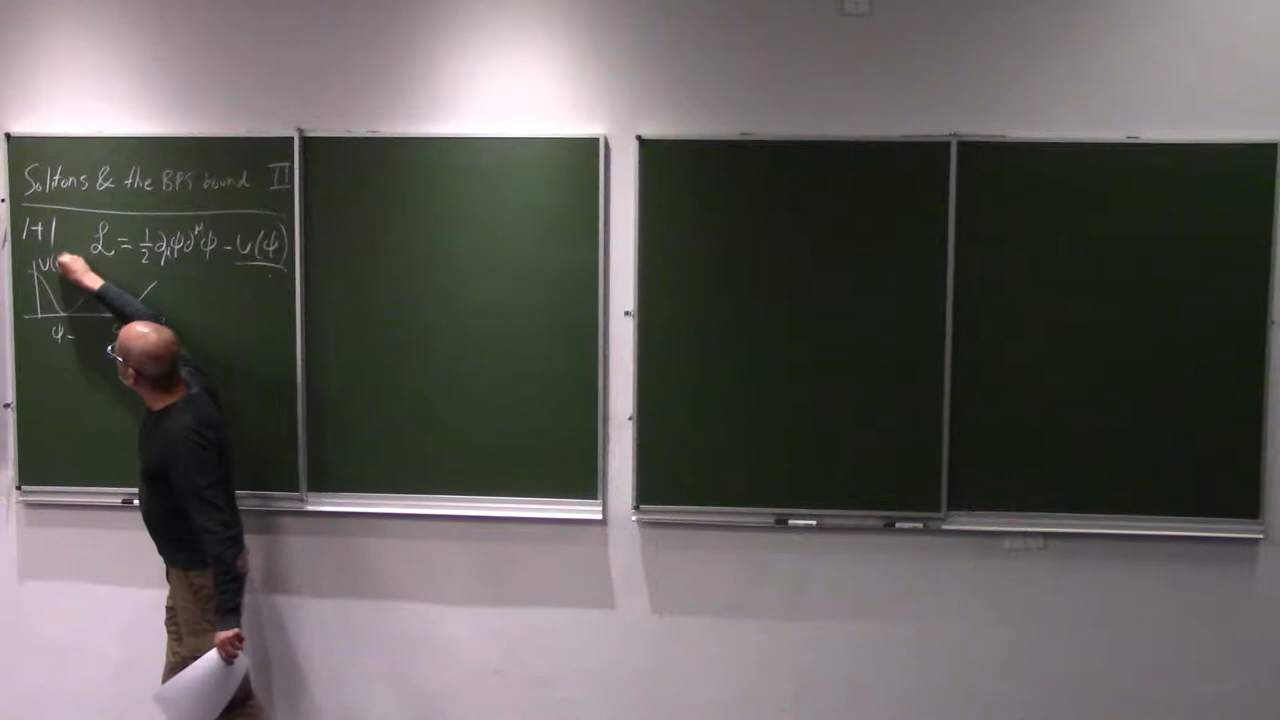 Solitons & the BPS bound II
1+1 ℒ = ½ ∂μφ∂^μφ - U(φ)
U(
φ-